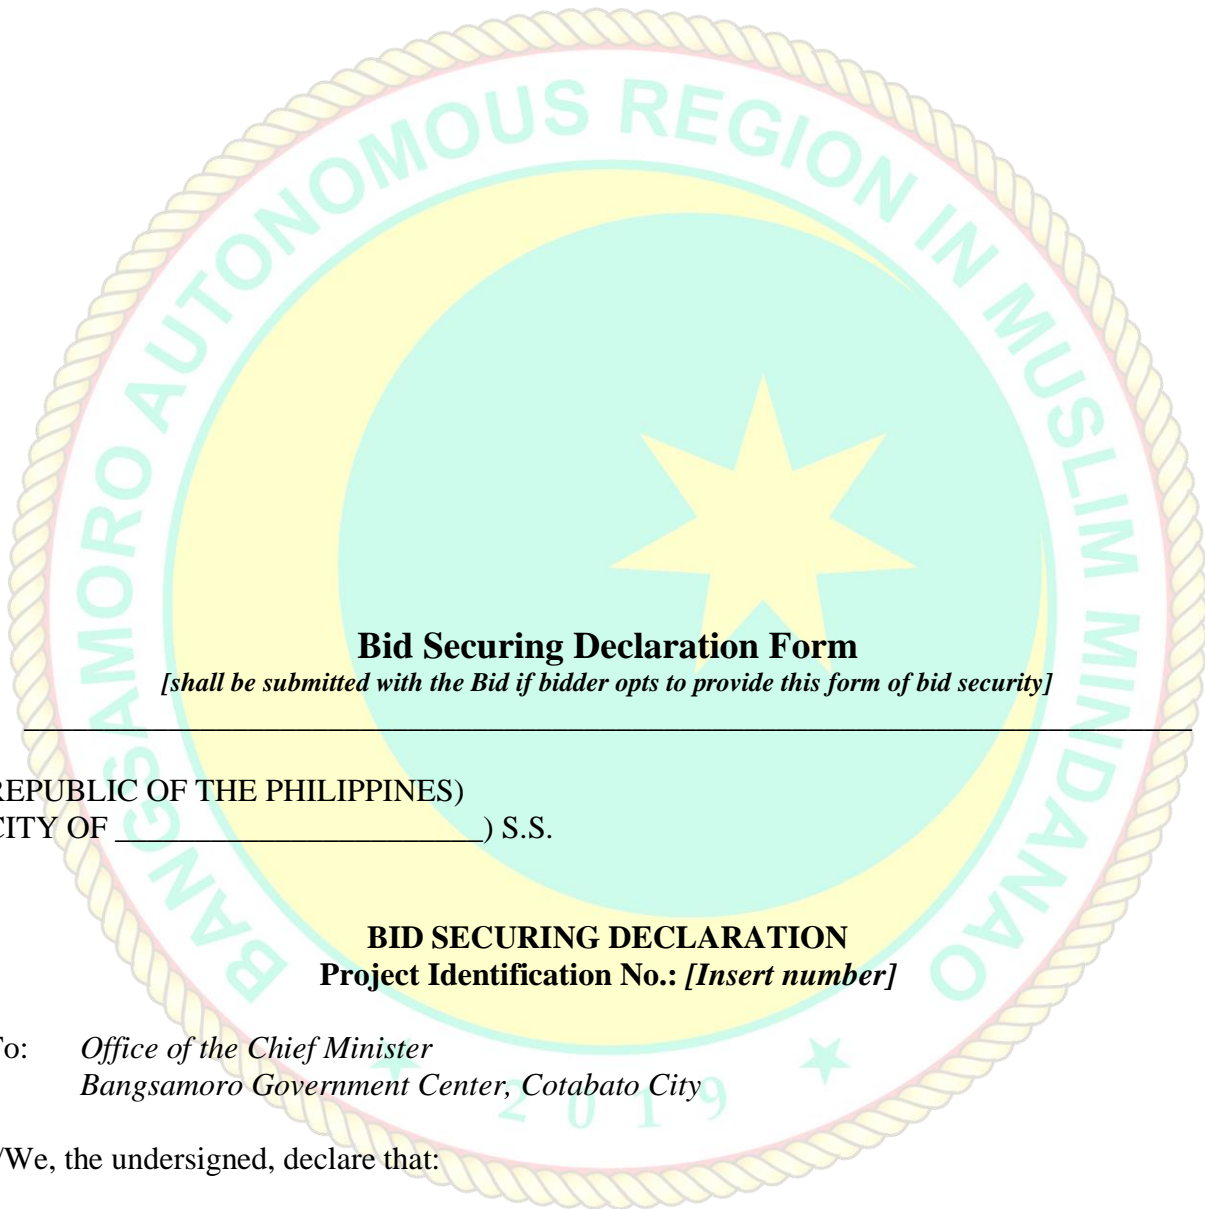 BANGSAMORO AUTONOMOUS REGION IN MUSLIM MINDANAO
Bid Securing Declaration Form
[shall be submitted with the Bid if bidder opts to provide this form of bid security]
REPUBLIC OF THE PHILIPPINES)
CITY OF _______________________) S.S.
BID SECURING DECLARATION
Project Identification No.: [Insert number]
To: Office of the Chief Minister
Bangsamoro Government Center, Cotabato City
2019
/We, the undersigned, declare that: